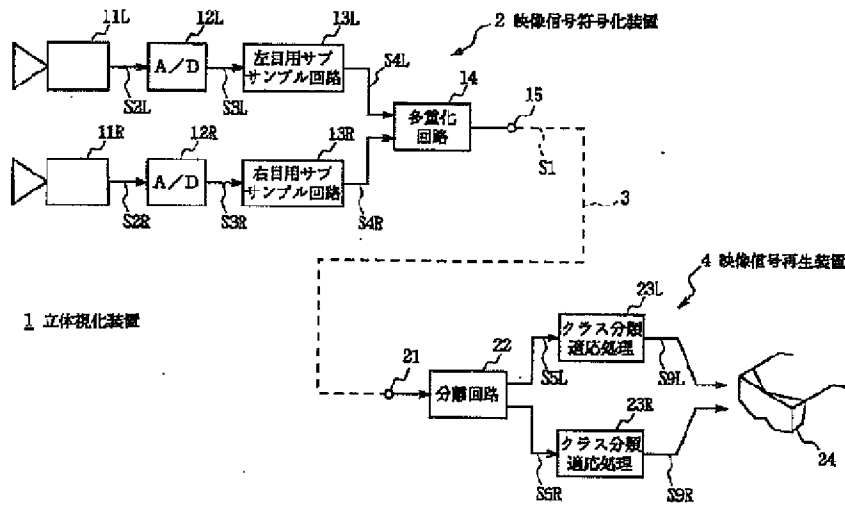 11L
12L
13L
2 映像信号符号化装置
A/D
左目用サブ
サンプル回路
S4L
S2L
S3L
14
多重化
回路
15
11R
12R
13R
S1
A/D
右目用サブ
サンプル回路
S2R
S3R
S4R
3
4 映像信号再生装置
1 立体視化装置
23L
クラス分類
適応処理
21
22
分離回路
S5L
S9L
23R
クラス分類
適応処理
24
S5R
S9R